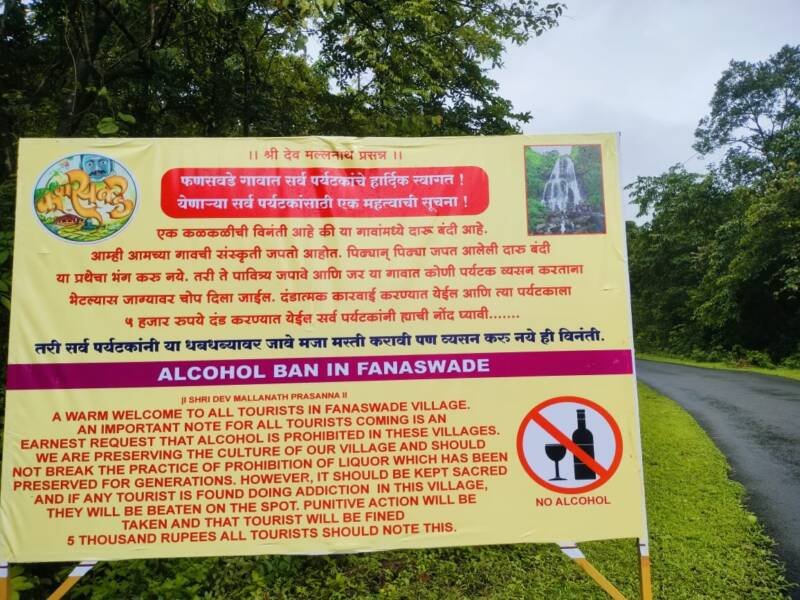 ।। श्री देव मल्लनाथ प्रसन्न ।।
फणसवडे गावात सर्व पर्यटकांचे हार्दिक स्वागत !
येणाऱ्या सर्व पर्यटकांसाठी एक महत्वाची सूचना !
एक कळकळीची विनंती आहे की या गावांमध्ये दारू बंदी आहे.
आम्ही आमच्या गावची संस्कृती जपतो आहोत. पिढ्यान् पिढ्या जपत आलेली दारु बंदी
या प्रथेचा भंग करु नये. तरी ते पावित्र्य जपावे आणि जर या गावात कोणी पर्यटक व्यसन करताना
भेटल्यास जाग्यावर चोप दिला जाईल. दंडात्मक कारवाई करण्यात येईल आणि त्या पर्यटकाला
५ हजार रुपये दंड करण्यात येईल सर्व पर्यटकांनी ह्याची नोंद घ्यावी.......
तरी सर्व पर्यटकांनी या धबधब्यावर जावे मजा मस्ती करावी पण व्यसन करु नये ही विनंती.
ALCOHOL BAN IN FANASWADE
|I SHRI DEV MALLANATH PRASANNA II
A WARM WELCOME TO ALL TOURISTS IN FANASWADE VILLAGE.
AN IMPORTANT NOTE FOR ALL TOURISTS COMING IS AN
EARNEST REQUEST THAT ALCOHOL IS PROHIBITED IN THESE VILLAGES.
WE ARE PRESERVING THE CULTURE OF OUR VILLAGE AND SHOULD
NOT BREAK THE PRACTICE OF PROHIBITION OF LIQUOR WHICH HAS BEEN
PRESERVED FOR GENERATIONS. HOWEVER, IT SHOULD BE KEPT SACRED
AND IF ANY TOURIST IS FOUND DOING ADDICTION IN THIS VILLAGE,
THEY WILL BE BEATEN ON THE SPOT. PUNITIVE ACTION WILL BE
TAKEN AND THAT TOURIST WILL BE FINED
5 THOUSAND RUPEES ALL TOURISTS SHOULD NOTE THIS.
NO ALCOHOL